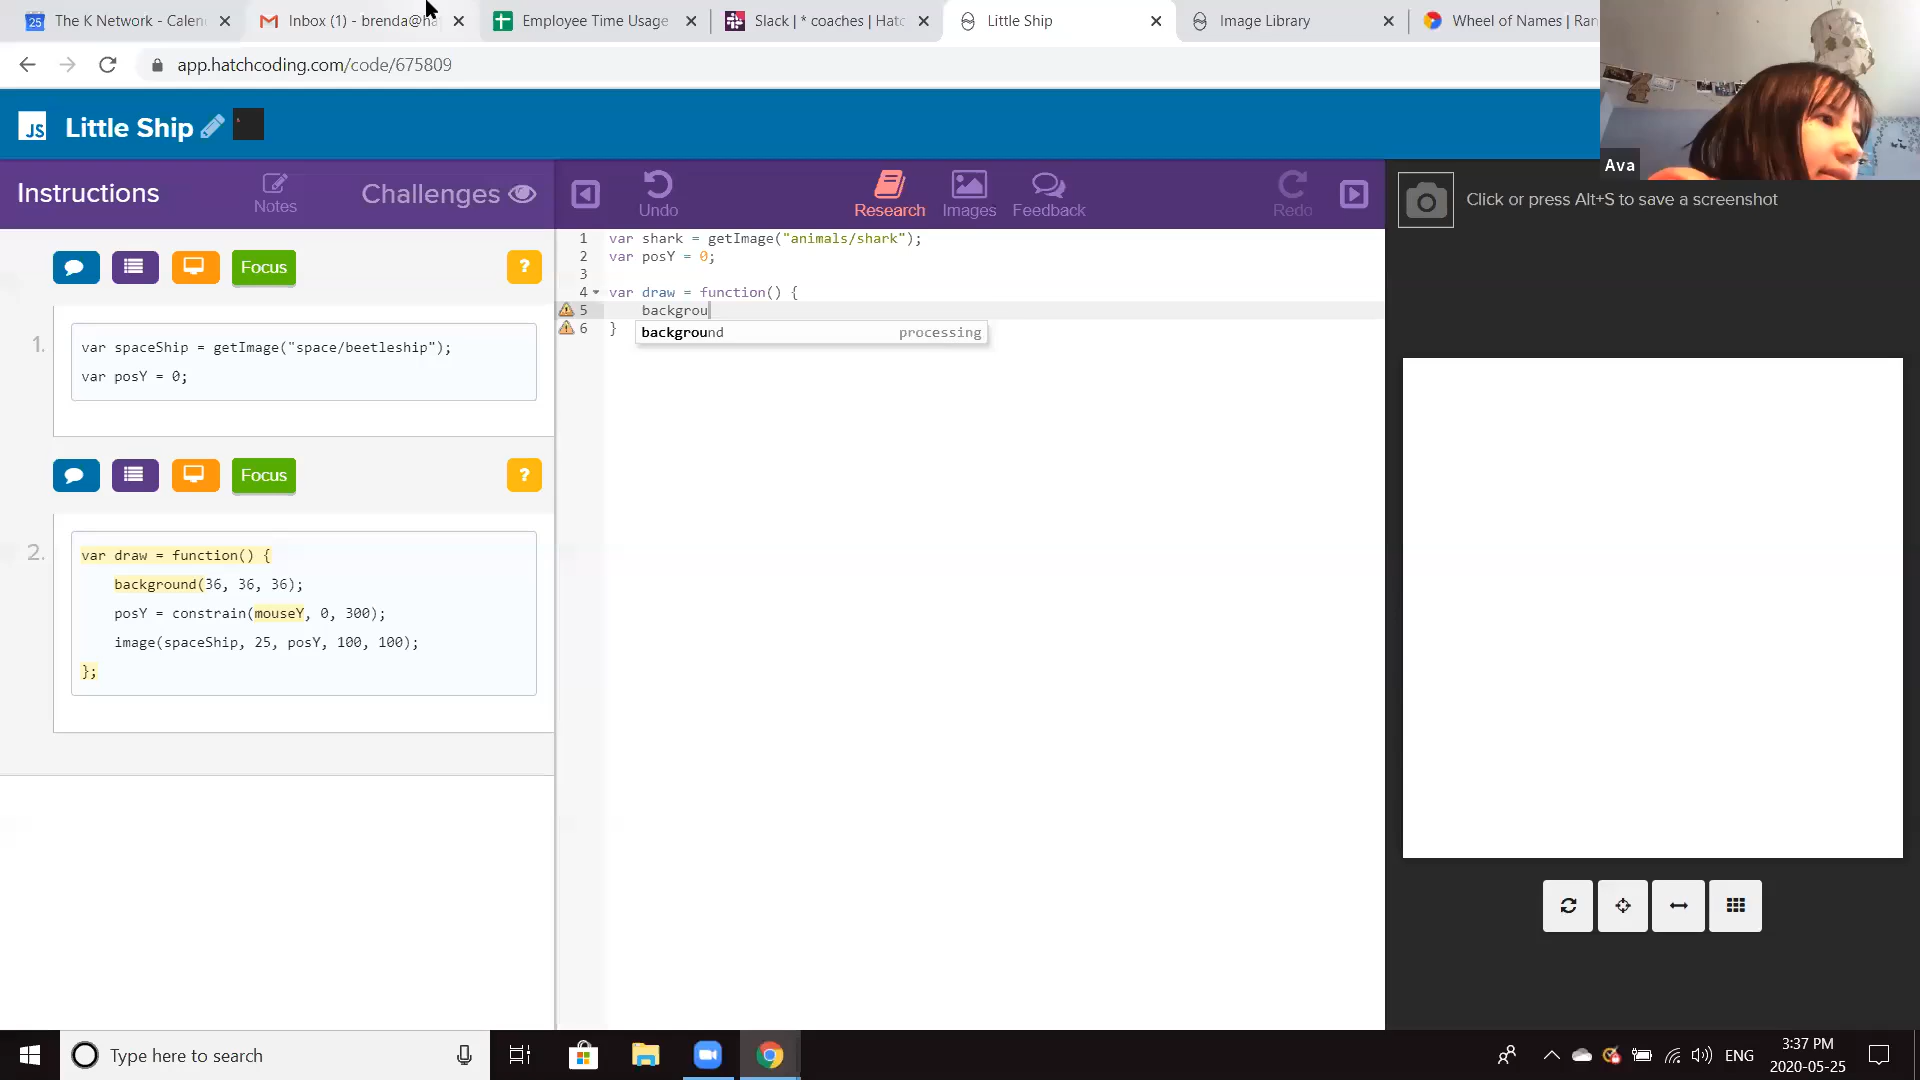 25 The K Network - Calen
Inbox (1) - brenda@ha
Employee Time Usage
Slack | * coaches | Hatc
Little Ship
Image Library
Wheel of Names | Ran
app.hatchcoding.com/code/675809
JS Little Ship
Ava
Instructions
Notes
Challenges
Undo
Research
Images
Feedback
Redo
Click or press Alt+S to save a screenshot
Focus
?
1.
var spaceShip = getImage("space/beetleship");
var posY = 0;
Focus
?
2.
var draw = function() {
background(36, 36, 36);
posY = constrain(mouseY, 0, 300);
image(spaceShip, 25, posY, 100, 100);
};
1 var shark = getImage("animals/shark");
2 var posY = 0;
3
4 var draw = function() {
5 backgrou
6 }
background processing
Type here to search
ENG
3:37 PM
2020-05-25